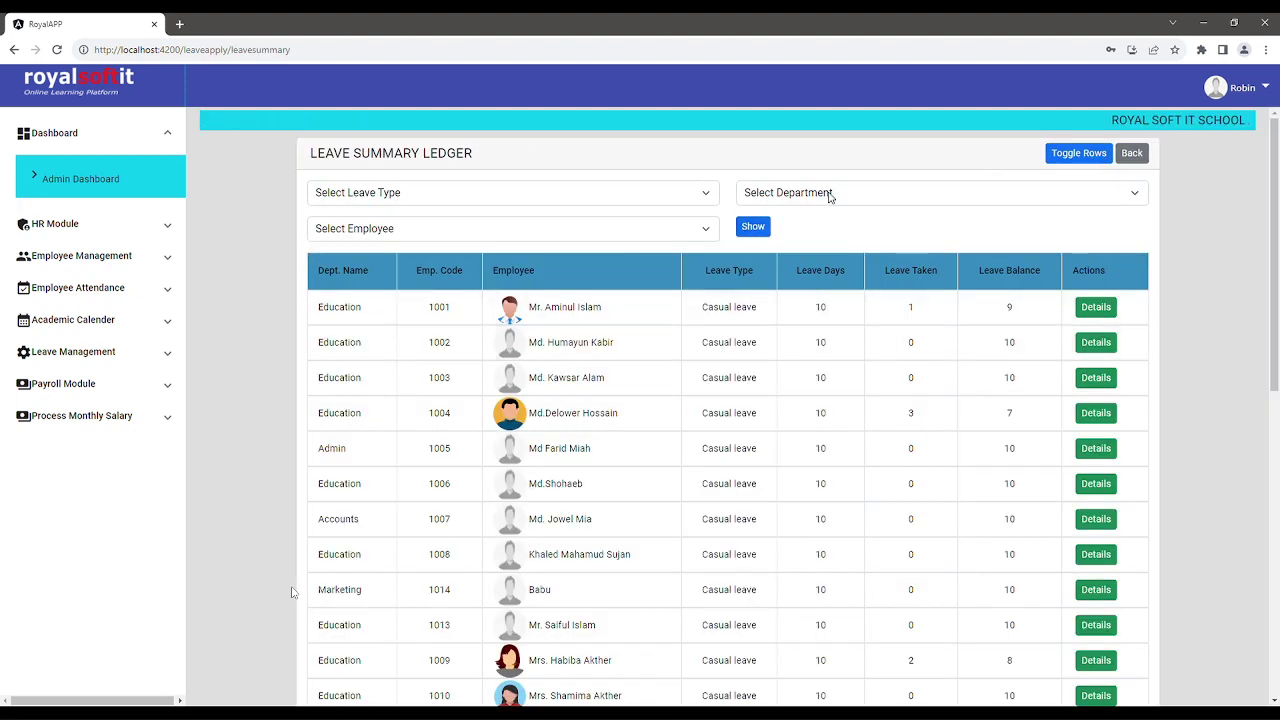 RoyalAPP
http://localhost:4200/leaveapply/leavesummary
royalsoftit
Online Learning Platform
Robin
ROYAL SOFT IT SCHOOL
Dashboard
Admin Dashboard
HR Module
Employee Management
Employee Attendance
Academic Calender
Leave Management
Payroll Module
Process Monthly Salary
LEAVE SUMMARY LEDGER
Toggle Rows Back
Select Leave Type Select Department
Select Employee Show
Dept. Name Emp. Code Employee Leave Type Leave Days Leave Taken Leave Balance Actions
Education 1001 Mr. Aminul Islam Casual leave 10 1 9 Details
Education 1002 Md. Humayun Kabir Casual leave 10 0 10 Details
Education 1003 Md. Kawsar Alam Casual leave 10 0 10 Details
Education 1004 Md.Delower Hossain Casual leave 10 3 7 Details
Admin 1005 Md Farid Miah Casual leave 10 0 10 Details
Education 1006 Md.Shohaeb Casual leave 10 0 10 Details
Accounts 1007 Md. Jowel Mia Casual leave 10 0 10 Details
Education 1008 Khaled Mahamud Sujan Casual leave 10 0 10 Details
Marketing 1014 Babu Casual leave 10 0 10 Details
Education 1013 Mr. Saiful Islam Casual leave 10 0 10 Details
Education 1009 Mrs. Habiba Akther Casual leave 10 2 8 Details
Education 1010 Mrs. Shamima Akther Casual leave 10 0 10 Details